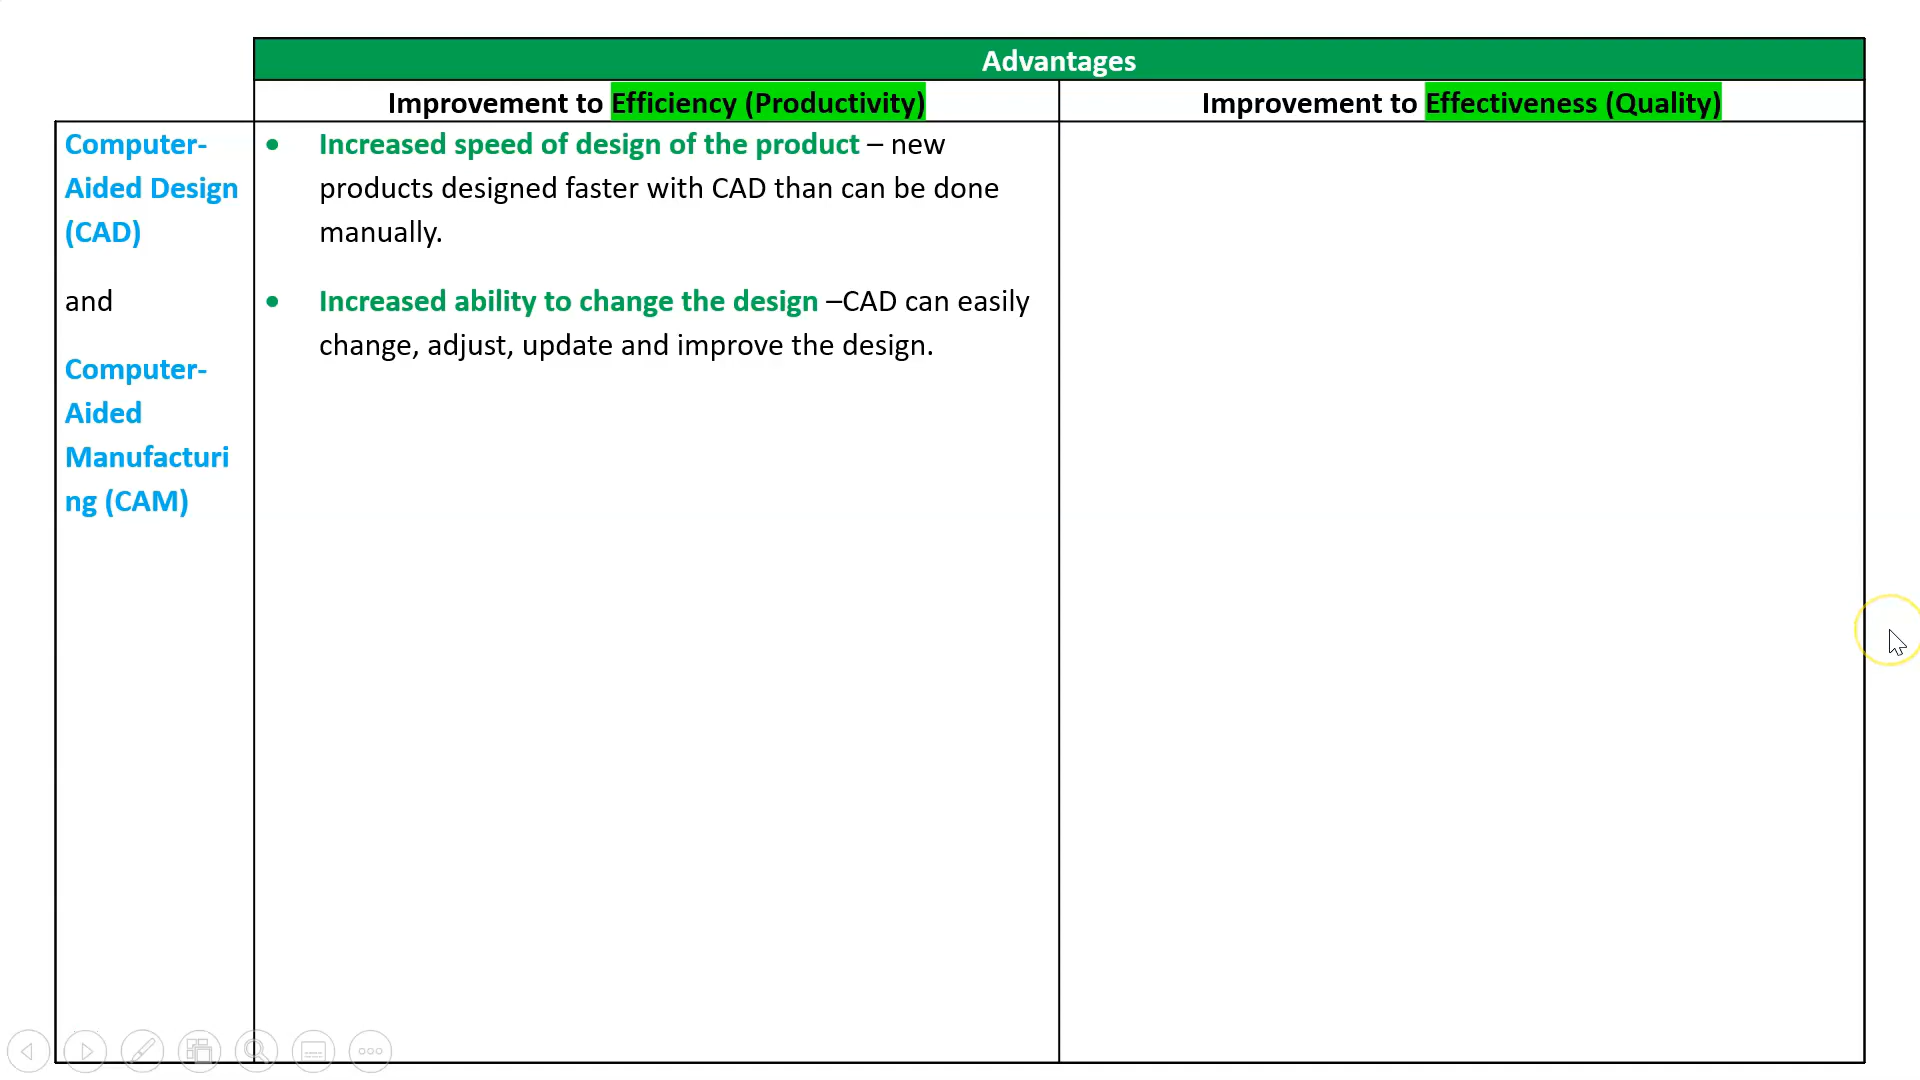 Advantages
Improvement to Efficiency (Productivity)
Improvement to Effectiveness (Quality)
Computer-
Aided Design
(CAD)
and
Computer-
Aided
Manufacturi
ng (CAM)
• Increased speed of design of the product – new
products designed faster with CAD than can be done
manually.
• Increased ability to change the design –CAD can easily
change, adjust, update and improve the design.